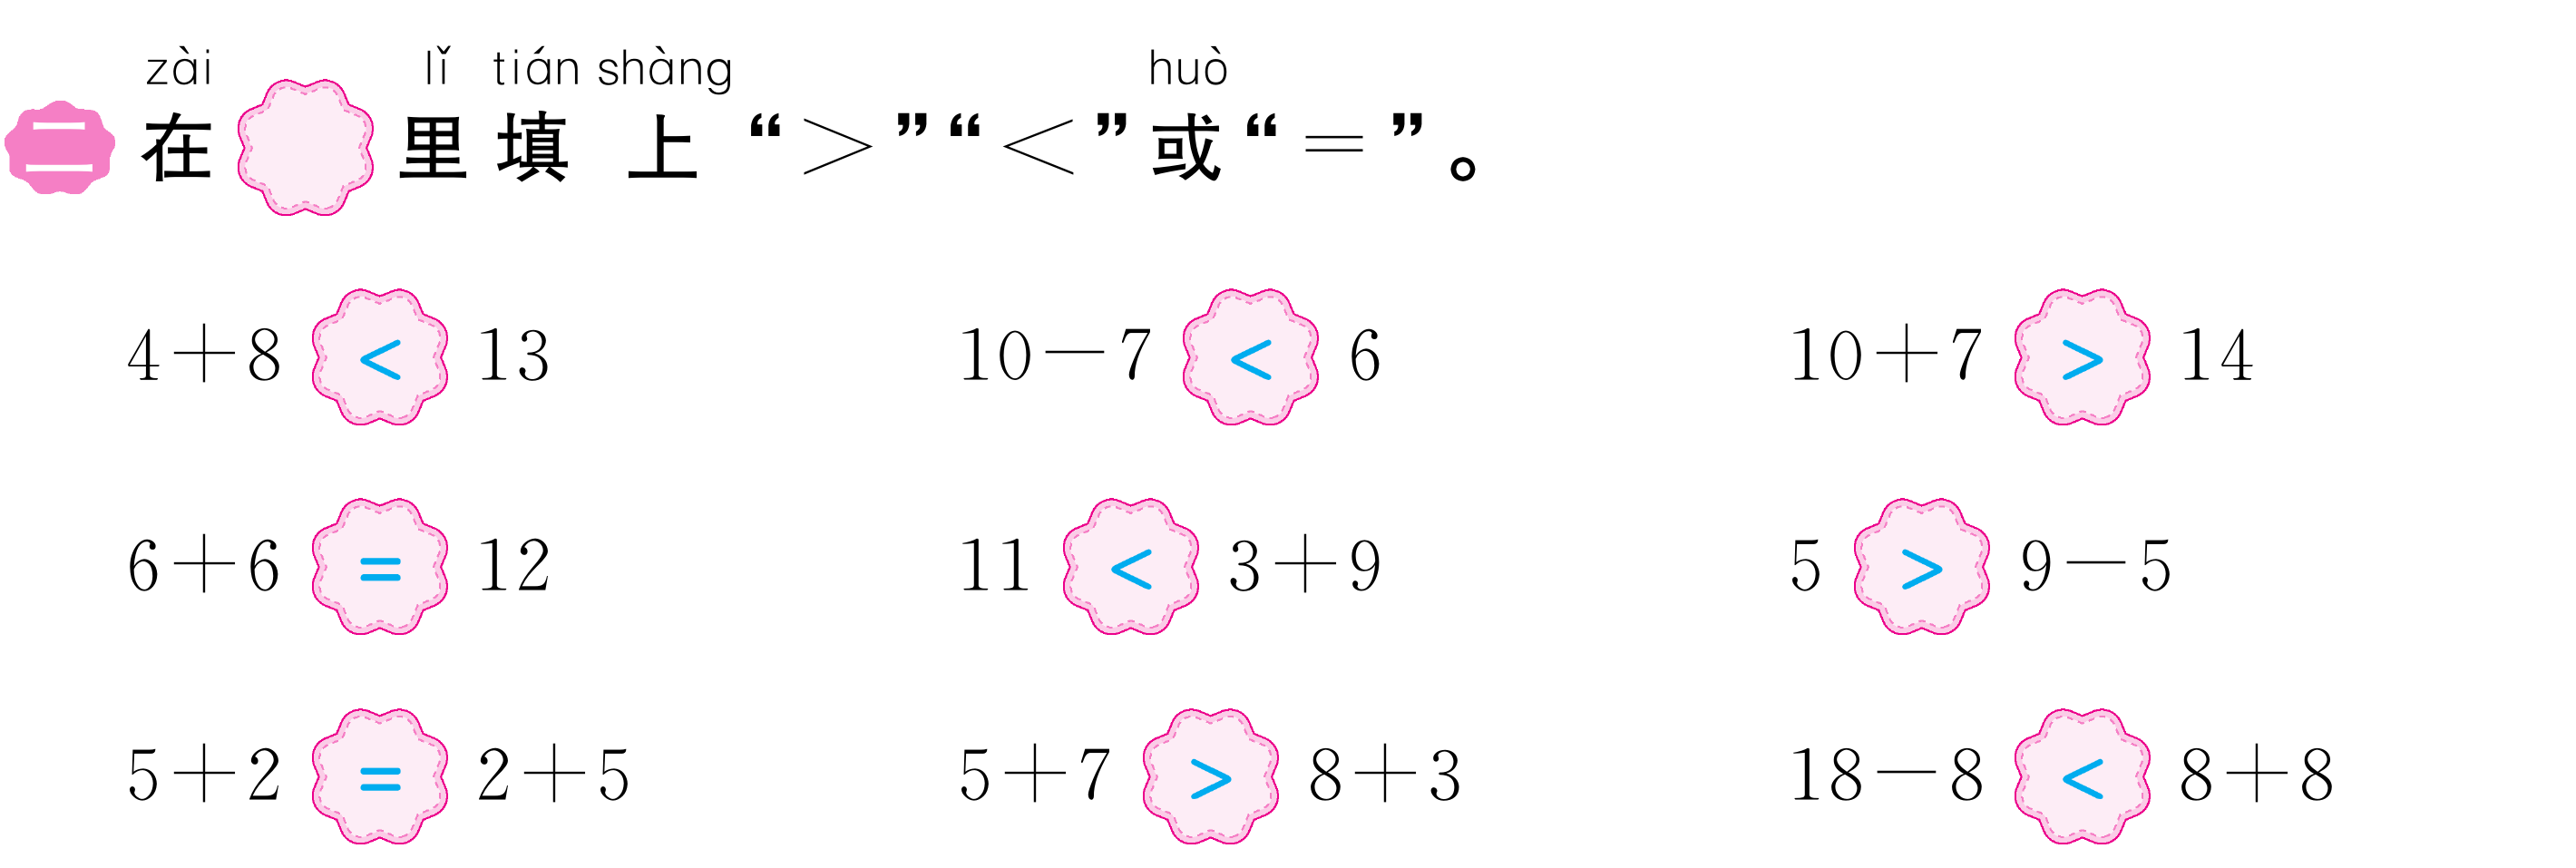 zài lǐ tián shàng huò
二 在 里 填 上 “>”“<”或“=”。
4+8 < 13 10-7 < 6 10+7 > 14
6+6 = 12 11 < 3+9 5 > 9-5
5+2 = 2+5 5+7 > 8+3 18-8 < 8+8